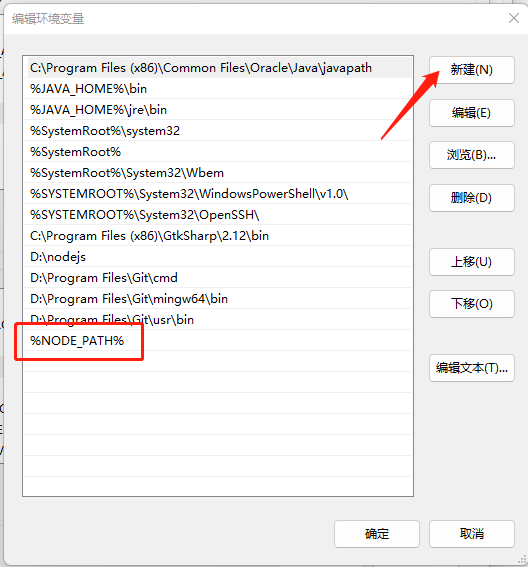 编辑环境变量
C:\Program Files (x86)\Common Files\Oracle\Java\javapath
%JAVA_HOME%\bin
%JAVA_HOME%\jre\bin
%SystemRoot%\system32
%SystemRoot%
%SystemRoot%\System32\Wbem
%SYSTEMROOT%\System32\WindowsPowerShell\v1.0\
%SYSTEMROOT%\System32\OpenSSH\
C:\Program Files (x86)\GtkSharp\2.12\bin
D:\nodejs
D:\Program Files\Git\cmd
D:\Program Files\Git\mingw64\bin
D:\Program Files\Git\usr\bin
%NODE_PATH%
新建(N)
编辑(E)
浏览(B)...
删除(D)
上移(U)
下移(O)
编辑文本(T)...
确定
取消